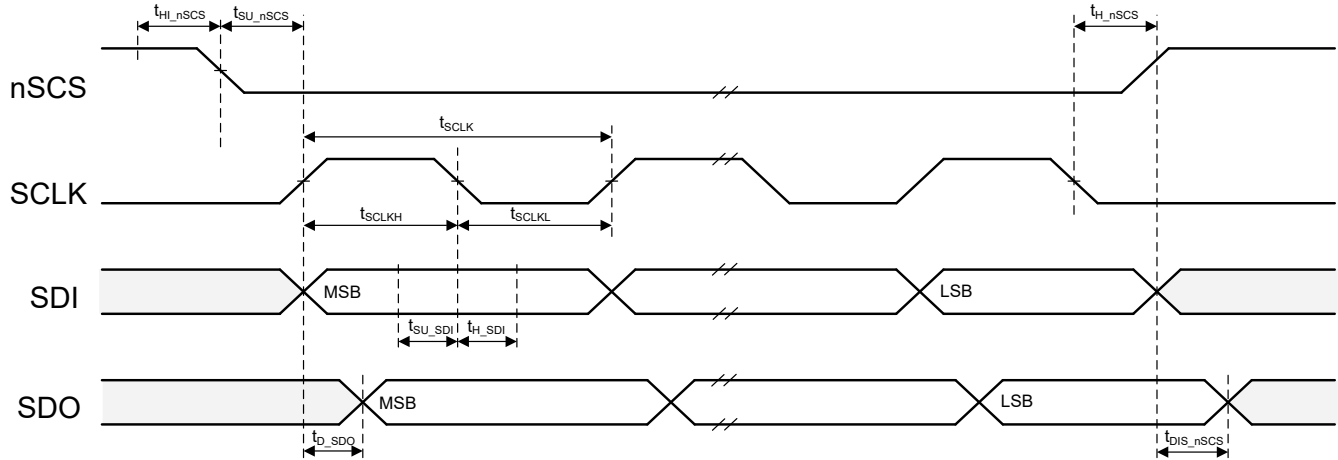 tHI_nSCS tSU_nSCS tH_nSCS
nSCS
tSCLK
SCLK
tSCLKH tSCLKL
SDI MSB LSB
tSU_SDI tH_SDI
SDO MSB LSB
tD_SDO tDIS_nSCS